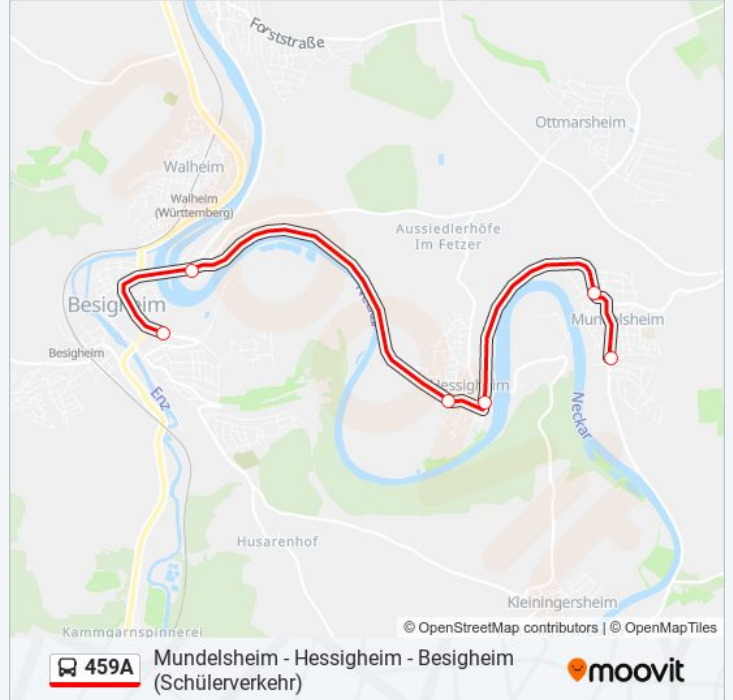 Forststraße
Ottmarsheim
Walheim
Walheim
(Württemberg)
Aussiedlerhöfe
Im Fetzer
Besigheim
Neckar
Mundelsheim
Besigheim
Hessigheim
Enz
Neckar
Husarenhof
Kleiningersheim
Kammgarnspinnerei
© OpenStreetMap contributors | © OpenMapTiles
459A
Mundelsheim - Hessigheim - Besigheim
(Schülerverkehr)
moovit